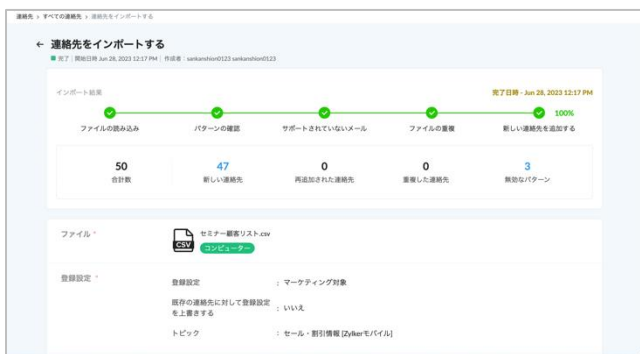 連絡先 > すべての連絡先 > 連絡先をインポートする
← 連絡先をインポートする
完了 | 開始日時 Jun 28, 2023 12:17 PM | 作成者 : sankanshion0123 sankanshion0123
インポート結果
完了日時 - Jun 28, 2023 12:17 PM
100%
ファイルの読み込み パターンの確認 サポートされていないメール ファイルの重複 新しい連絡先を追加する
50 47 0 0 3
合計数 新しい連絡先 再追加された連絡先 重複した連絡先 無効なパターン
ファイル * セミナー顧客リスト.csv
CSV コンピューター
登録設定 *
登録設定 : マーケティング対象
既存の連絡先に対して登録設定
を上書きする : いいえ
トピック : セール・割引情報 [Zylkerモバイル]